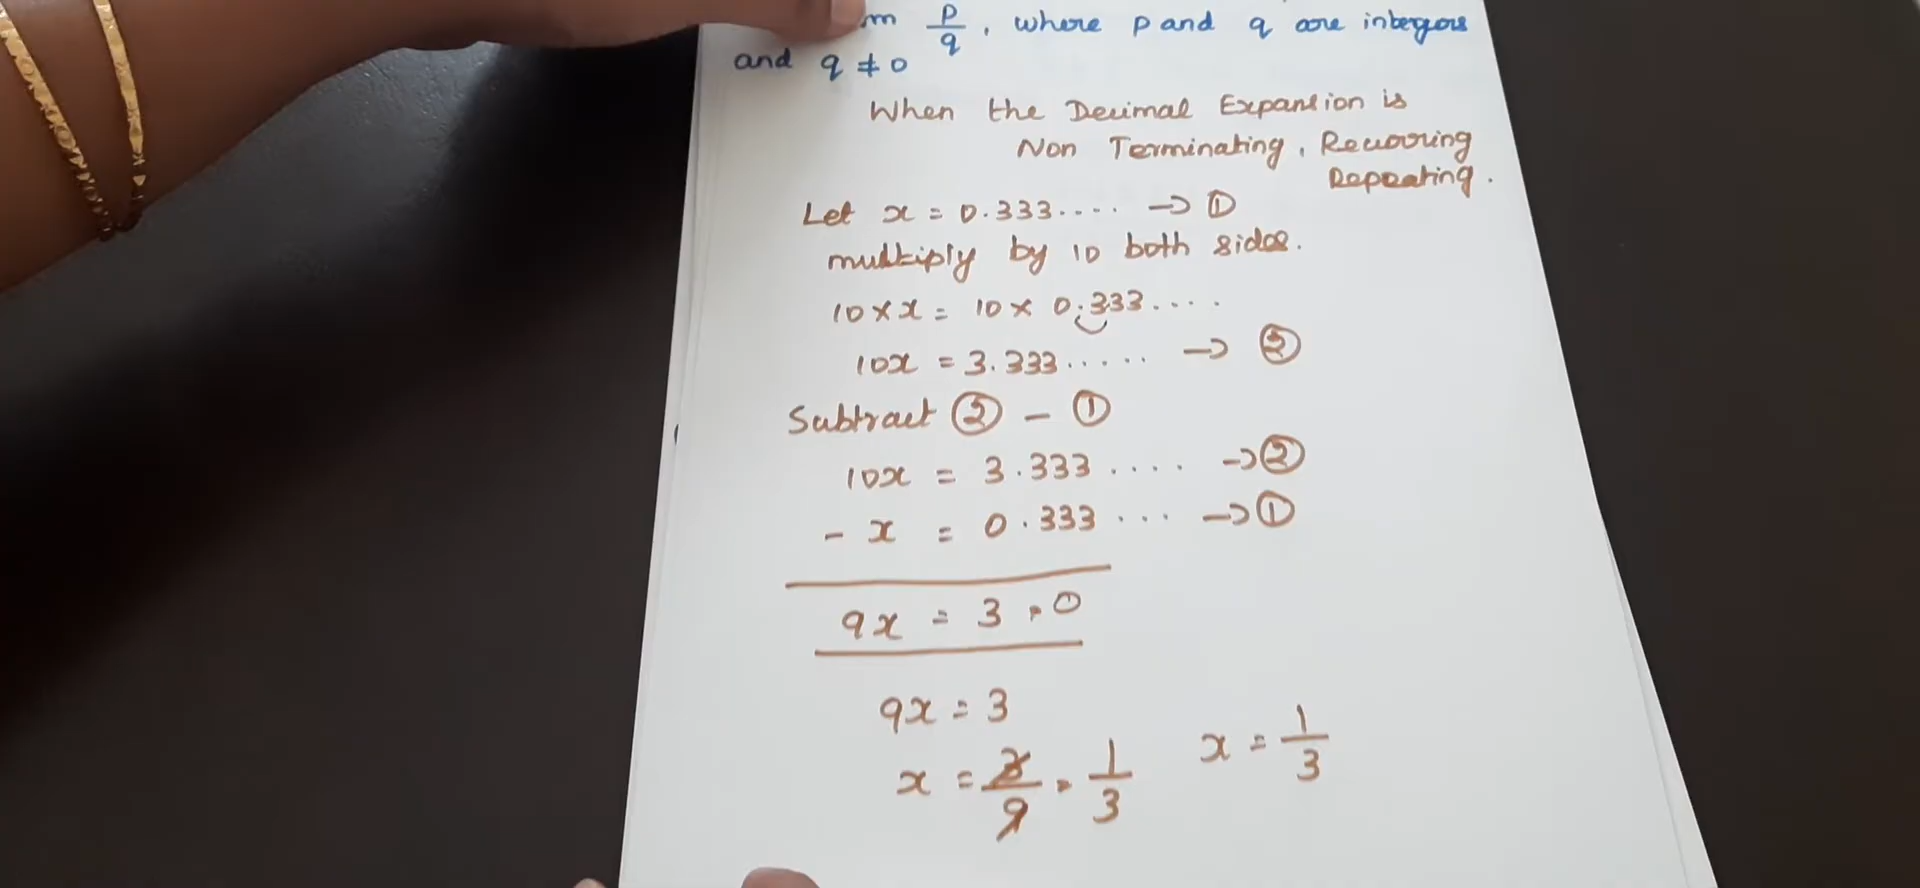 m p/q, where p and q are intergers
and q ≠ 0
When the Decimal Expansion is
Non Terminating, Recurring
Repeating.
Let x = 0.333.... → ①
multiply by 10 both sides.
10 × x = 10 × 0.333....
10x = 3.333..... → ②
Subtract ② - ①
10x = 3.333.... → ②
- x = 0.333... → ①
9x = 3.0
9x = 3
x = 3/9 = 1/3 x = 1/3